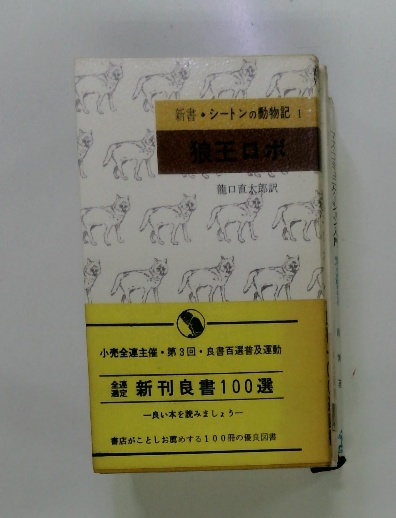 新書・シートンの動物記 1
狼王ロボ
龍口直太郎訳
小売全連主催・第3回・良書百選普及運動
全連選定 新刊良書100選
—良い本を読みましょう—
書店がことしお薦めする100冊の優良図書